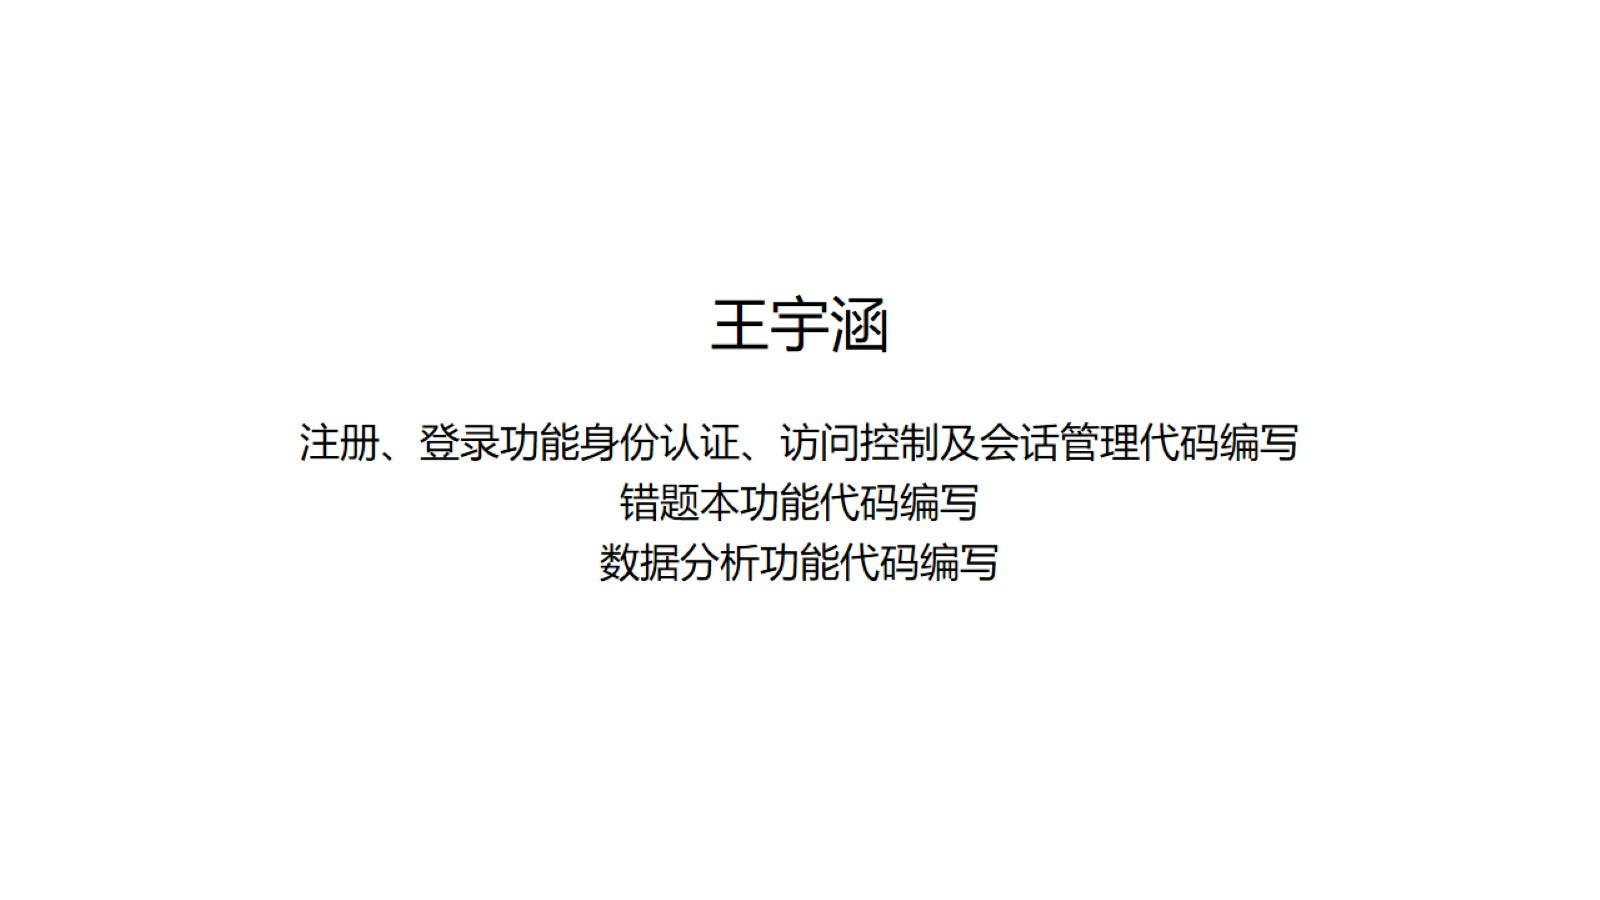 王宇涵
注册、登录功能身份认证、访问控制及会话管理代码编写
错题本功能代码编写
数据分析功能代码编写